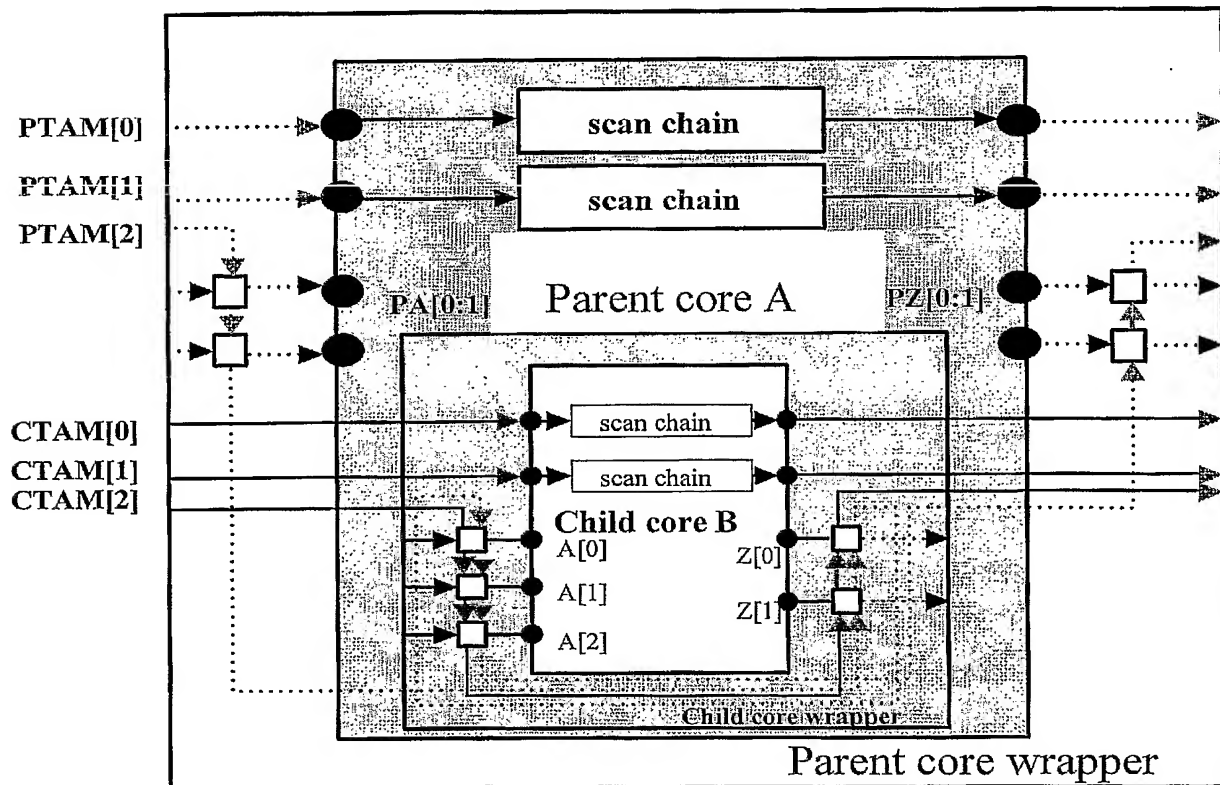 PTAM[0]
scan chain
PTAM[1]
scan chain
PTAM[2]
PA[0:1]
Parent core A
PZ[0:1]
CTAM[0]
scan chain
CTAM[1]
scan chain
CTAM[2]
Child core B
A[0]
Z[0]
A[1]
Z[1]
A[2]
Child core wrapper
Parent core wrapper